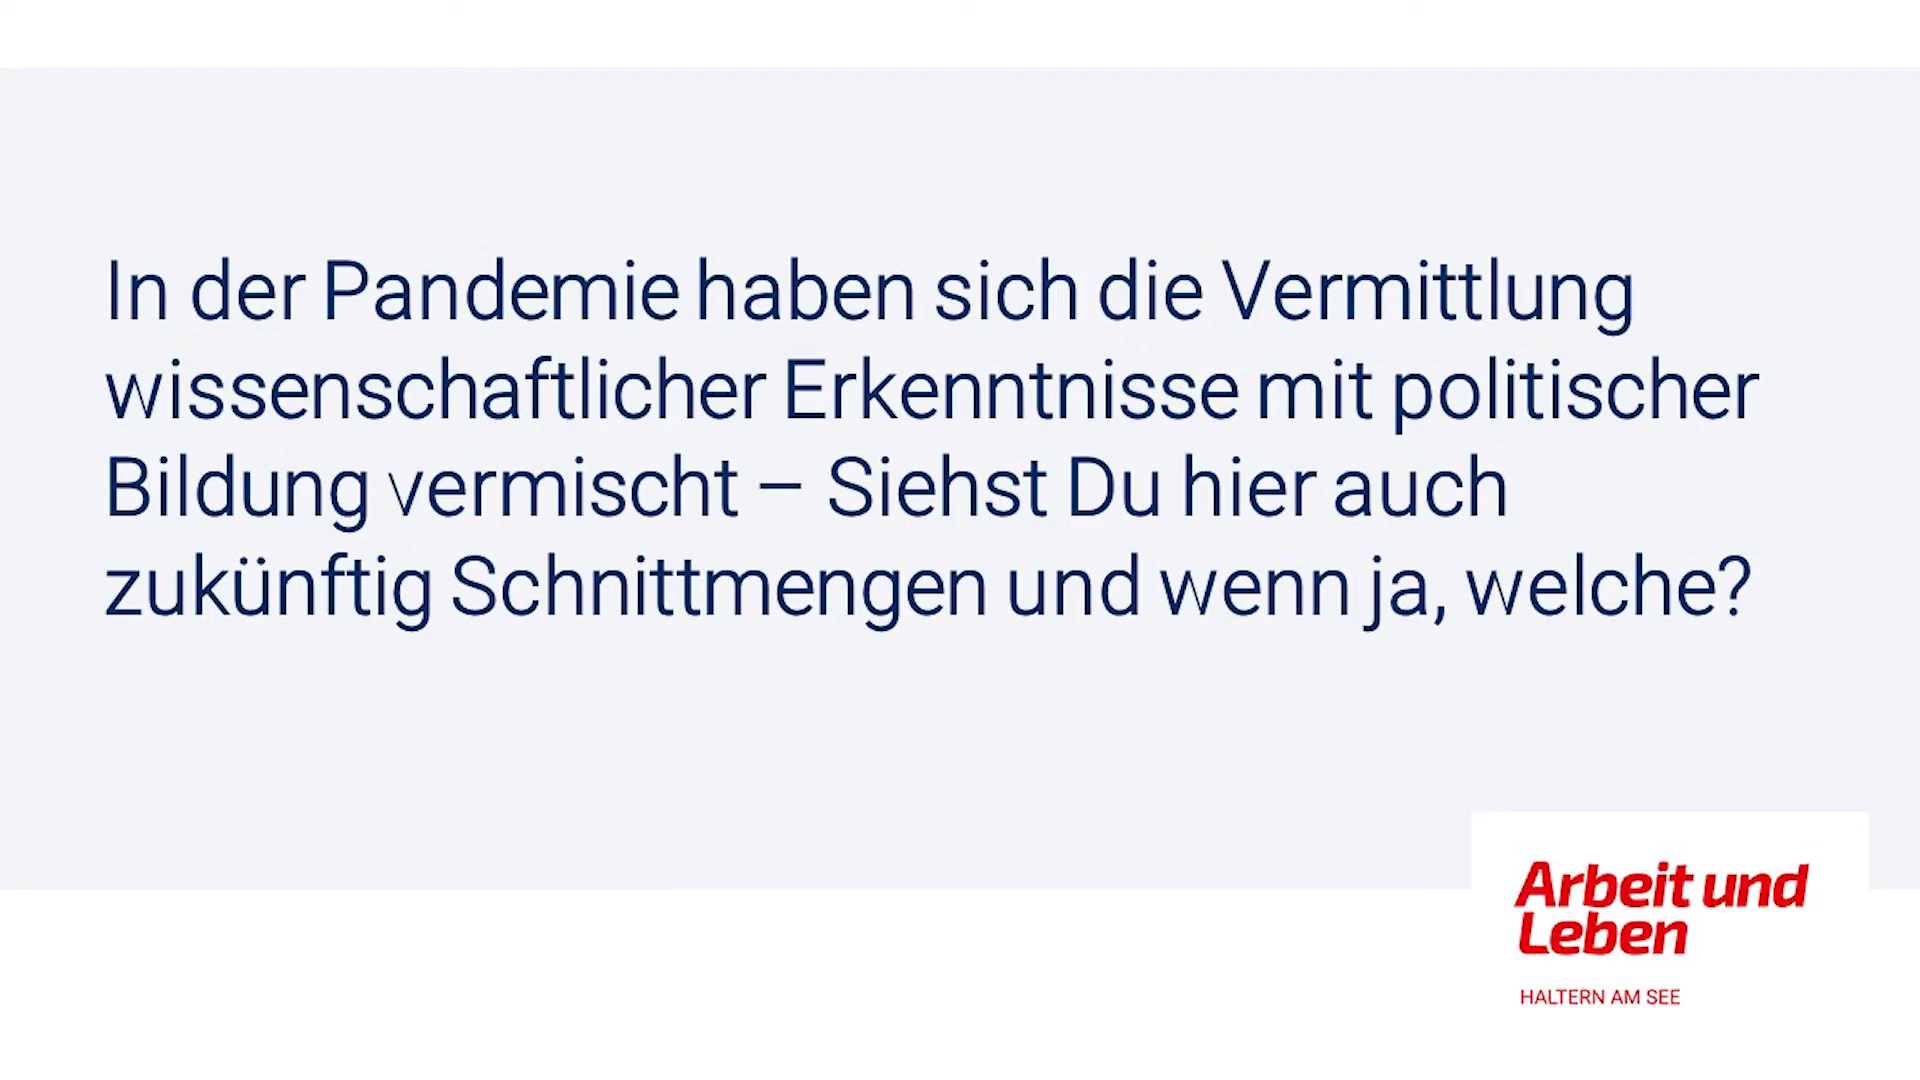 In der Pandemie haben sich die Vermittlung
wissenschaftlicher Erkenntnisse mit politischer
Bildung vermischt – Siehst Du hier auch
zukünftig Schnittmengen und wenn ja, welche?
Arbeit und
Leben
HALTERN AM SEE